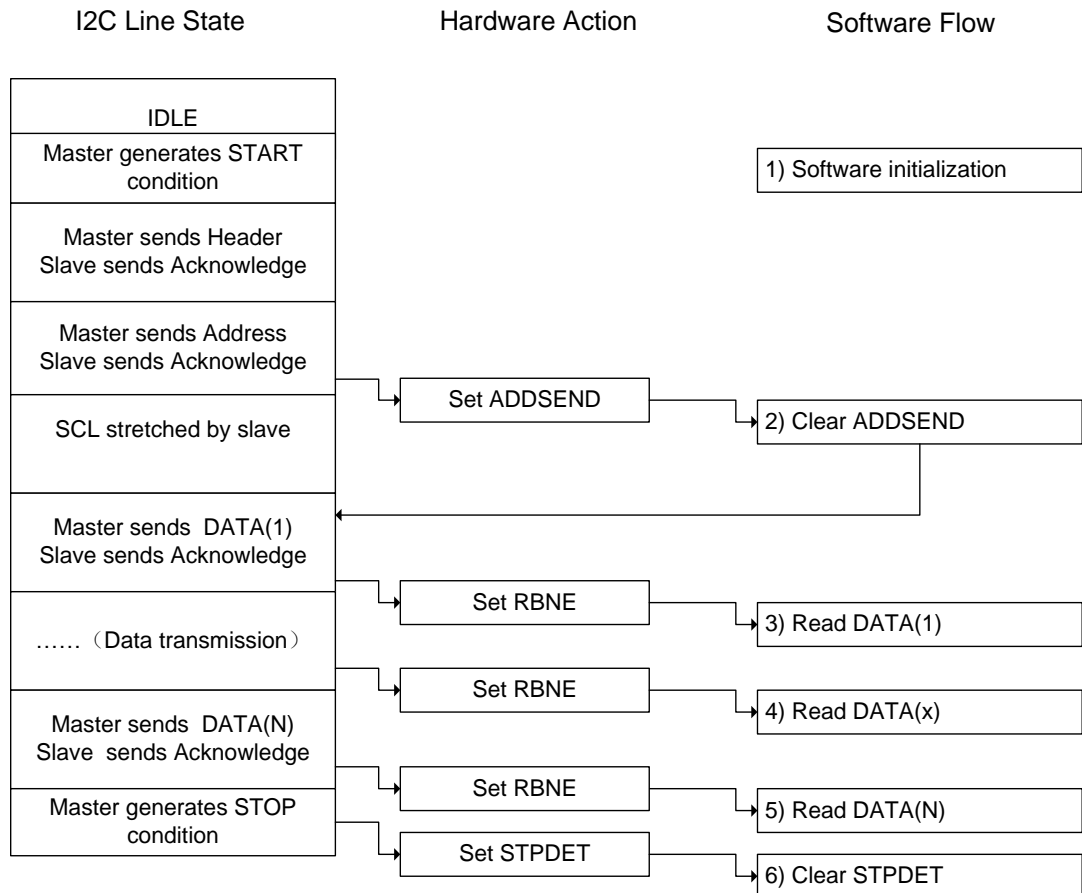 I2C Line State
Hardware Action
Software Flow
IDLE
Master generates START
condition
1) Software initialization
Master sends Header
Slave sends Acknowledge
Master sends Address
Slave sends Acknowledge
Set ADDSEND
2) Clear ADDSEND
SCL stretched by slave
Master sends  DATA(1)
Slave sends Acknowledge
Set RBNE
3) Read DATA(1)
……（Data transmission）
Set RBNE
4) Read DATA(x)
Master sends  DATA(N)
Slave  sends Acknowledge
Set RBNE
5) Read DATA(N)
Master generates STOP
condition
Set STPDET
6) Clear STPDET